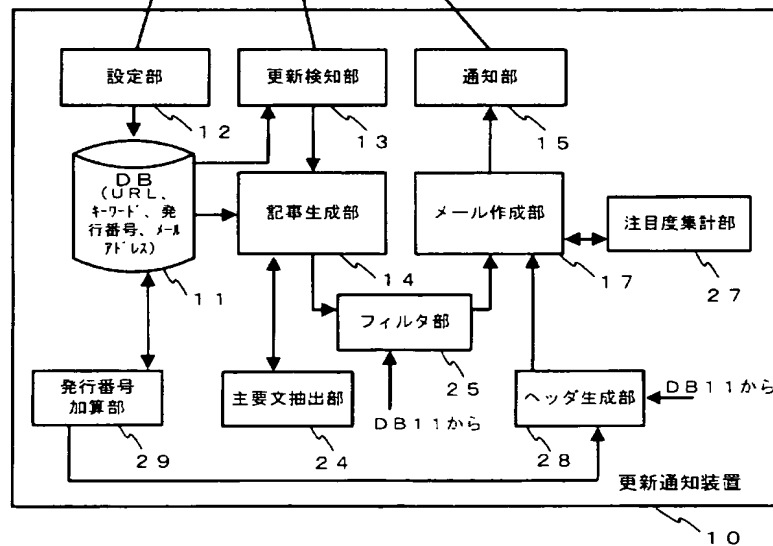 設定部
更新検知部
通知部
12
13
15
DB
(URL、
キーワード、発
行番号、メール
アドレス)
記事生成部
メール作成部
注目度集計部
11
14
17
27
フィルタ部
25
発行番号
加算部
主要文抽出部
DB11から
ヘッダ生成部
DB11から
29
24
28
更新通知装置
10